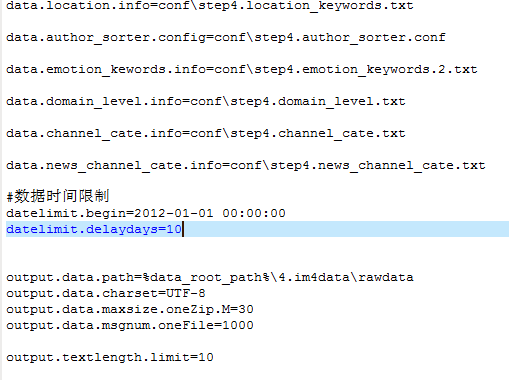 data.location.info=conf\step4.location_keywords.txt
data.author_sorter.config=conf\step4.author_sorter.conf
data.emotion_kewords.info=conf\step4.emotion_keywords.2.txt
data.domain_level.info=conf\step4.domain_level.txt
data.channel_cate.info=conf\step4.channel_cate.txt
data.news_channel_cate.info=conf\step4.news_channel_cate.txt
#数据时间限制
datelimit.begin=2012-01-01 00:00:00
datelimit.delaydays=10
output.data.path=%data_root_path%\4.im4data\rawdata
output.data.charset=UTF-8
output.data.maxsize.oneZip.M=30
output.data.msgnum.oneFile=1000
output.textlength.limit=10